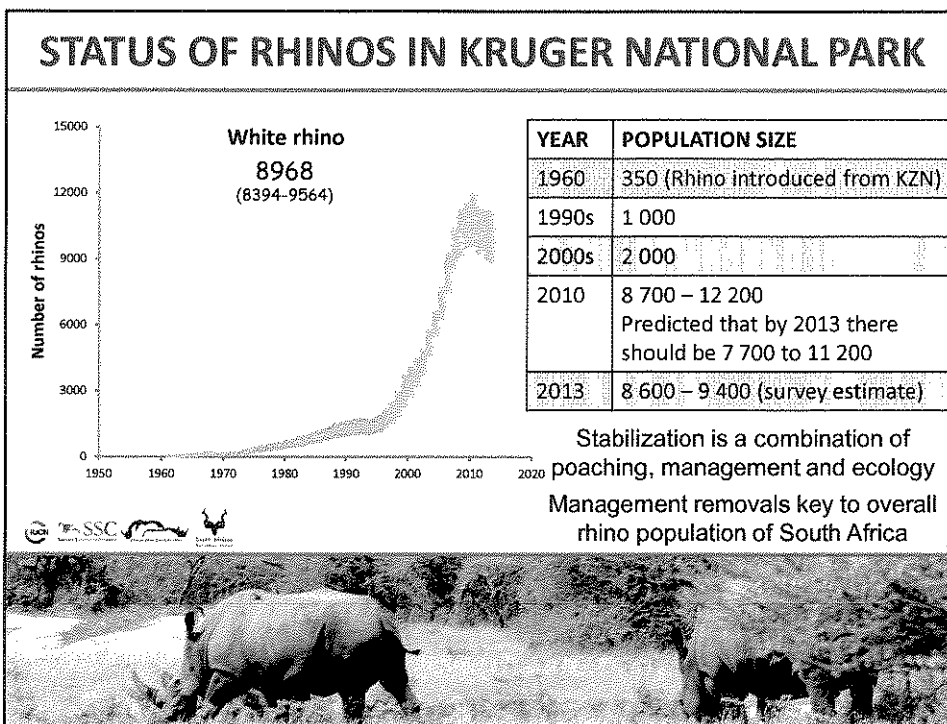 STATUS OF RHINOS IN KRUGER NATIONAL PARK
15000
12000
9000
6000
3000
0
Number of rhinos
White rhino
8968
(8394-9564)
1950
1960
1970
1980
1990
2000
2010
2020
YEAR POPULATION SIZE
1960 350 (Rhino introduced from KZN)
1990s 1 000
2000s 2 000
2010 8 700 – 12 200
Predicted that by 2013 there
should be 7 700 to 11 200
2013 8 600 – 9 400 (survey estimate)
Stabilization is a combination of
poaching, management and ecology
Management removals key to overall
rhino population of South Africa
IUCN
SSC